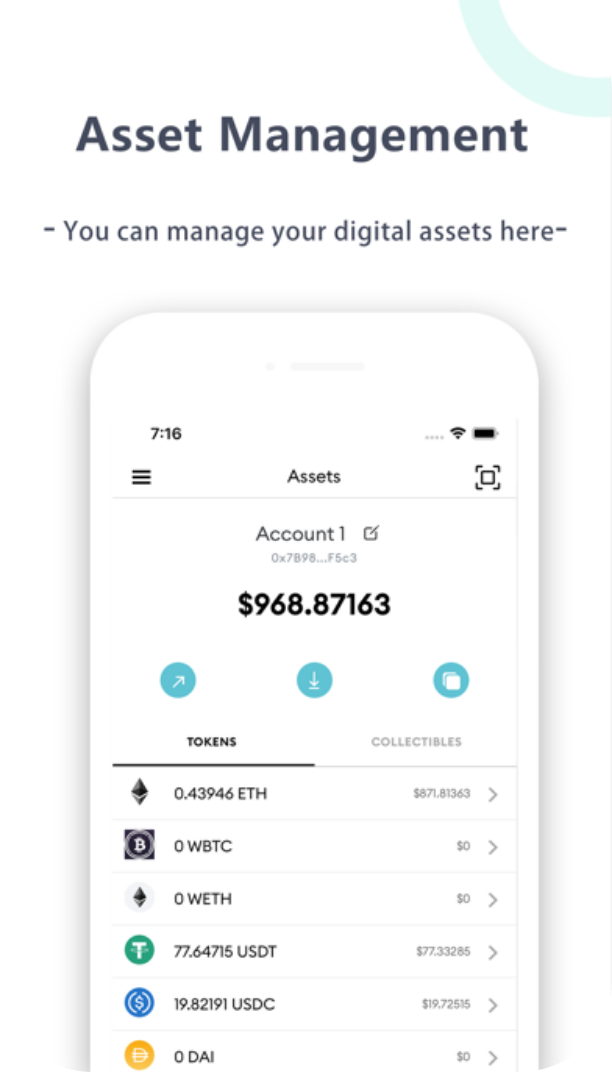 Asset Management
- You can manage your digital assets here-
7:16
Assets
Account 1
0x7B98....F5c3
$968.87163
TOKENS COLLECTIBLES
0.43946 ETH $871.81363
0 WBTC $0
0 WETH $0
77.64715 USDT $77.33285
19.82191 USDC $19.72515
0 DAI $0